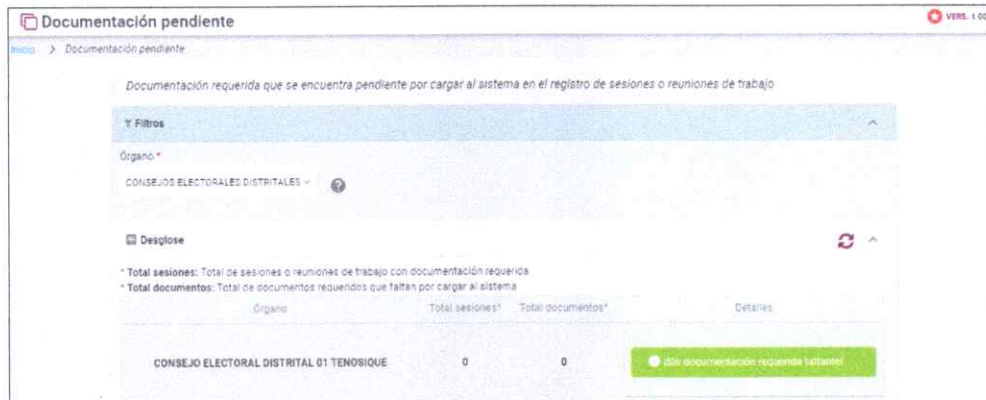 Documentación pendiente
VERS. 1.00
Inicio > Documentación pendiente
Documentación requerida que se encuentra pendiente por cargar al sistema en el registro de sesiones o reuniones de trabajo
Filtros
Órgano *
CONSEJOS ELECTORALES DISTRITALES
Desglose
* Total sesiones: Total de sesiones o reuniones de trabajo con documentación requerida
* Total documentos: Total de documentos requeridos que faltan por cargar al sistema
Órgano Total sesiones* Total documentos* Detalles
CONSEJO ELECTORAL DISTRITAL 01 TENOSIQUE 0 0 ¡Sin documentación requerida faltante!